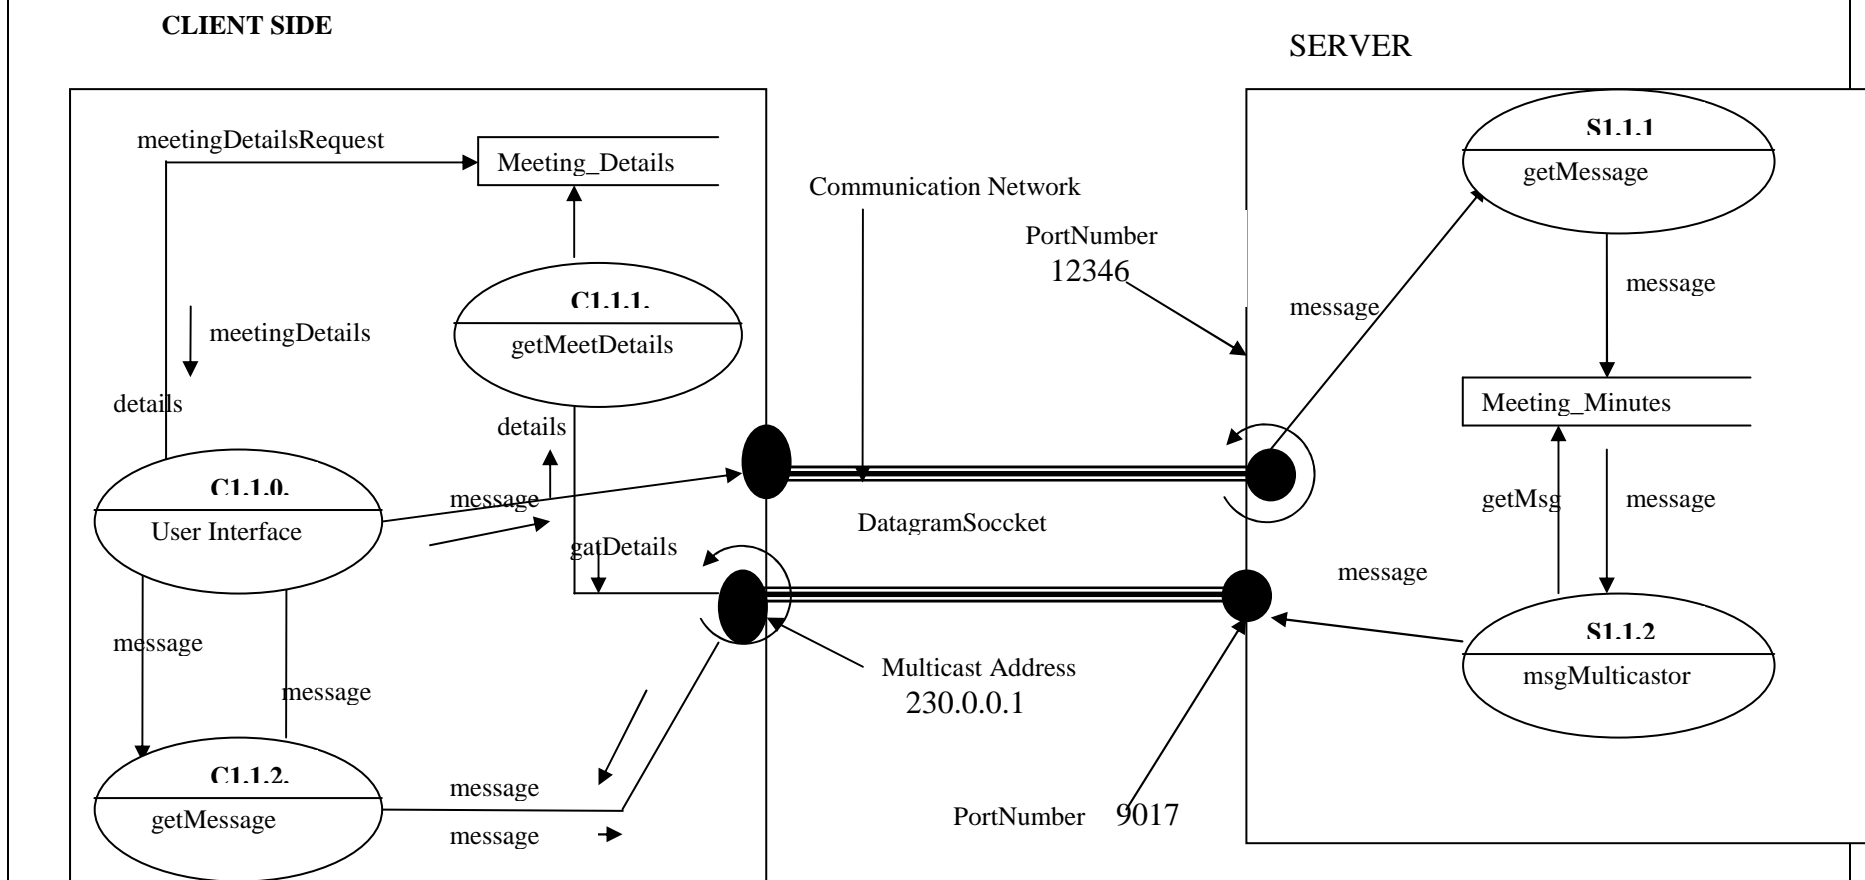 CLIENT SIDE
SERVER
meetingDetailsRequest
Meeting_Details
meetingDetails
details
C1.1.1.
getMeetDetails
details
C1.1.0.
User Interface
message
gatDetails
message
message
C1.1.2.
getMessage
message
message
Communication Network
PortNumber
12346
DatagramSoccket
Multicast Address
230.0.0.1
PortNumber 9017
S1.1.1
getMessage
message
message
Meeting_Minutes
getMsg
message
message
S1.1.2
msgMulticastor